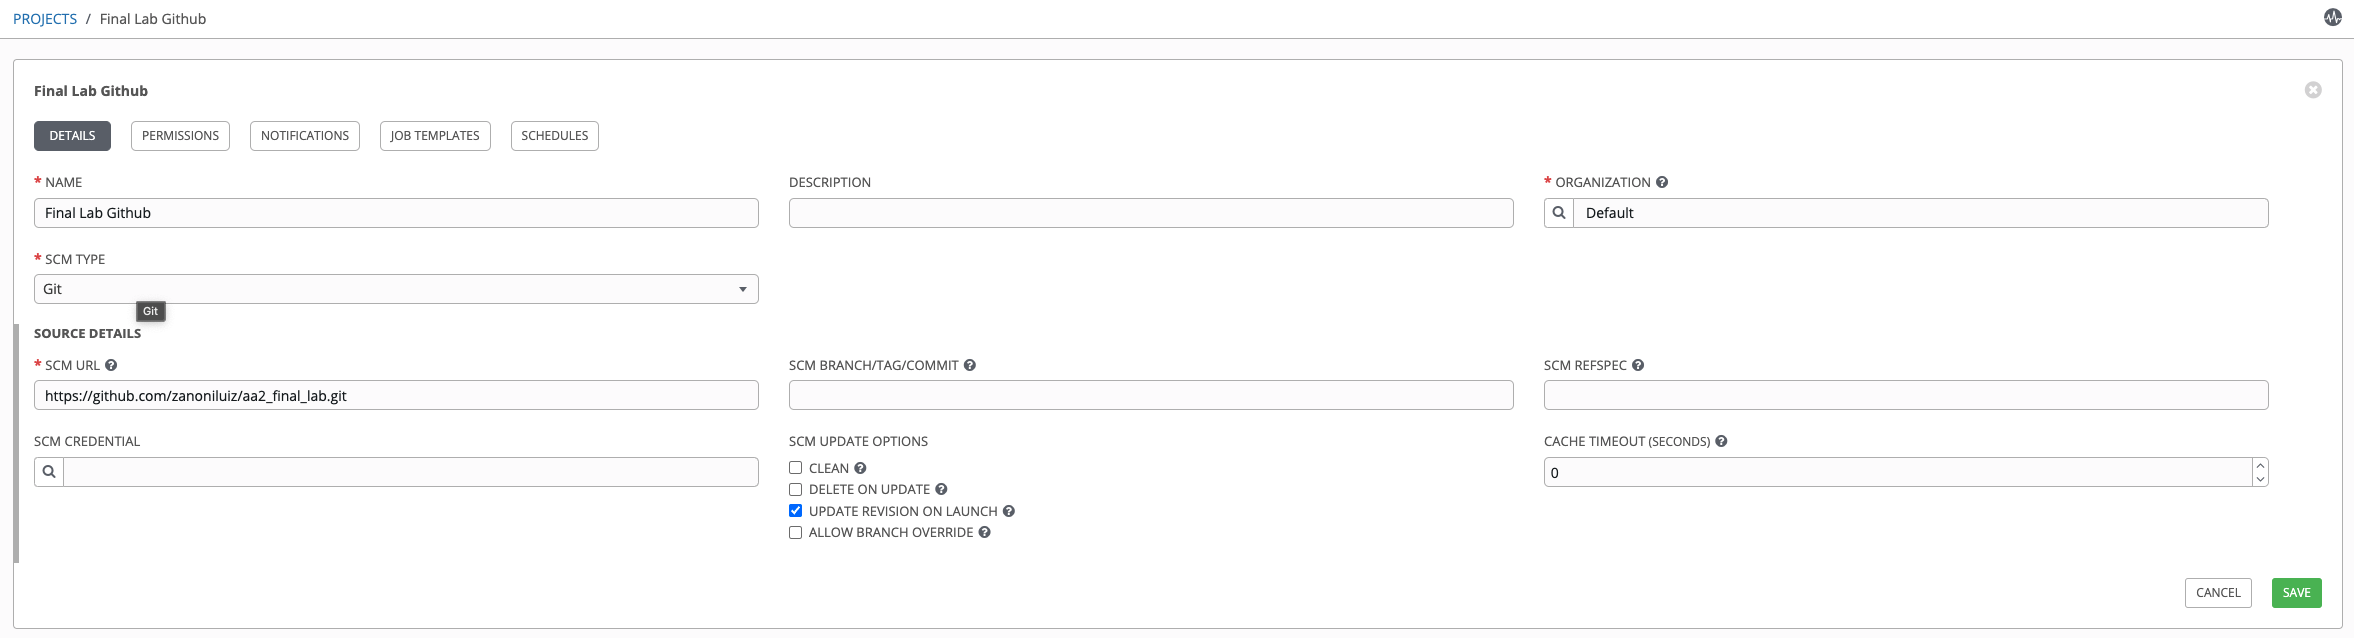 PROJECTS / Final Lab Github
Final Lab Github
DETAILS PERMISSIONS NOTIFICATIONS JOB TEMPLATES SCHEDULES
* NAME DESCRIPTION * ORGANIZATION ?
Final Lab Github Default
* SCM TYPE
Git
Git
SOURCE DETAILS
* SCM URL ? SCM BRANCH/TAG/COMMIT ? SCM REFSPEC ?
https://github.com/zanoniluiz/aa2_final_lab.git
SCM CREDENTIAL SCM UPDATE OPTIONS CACHE TIMEOUT (SECONDS) ?
CLEAN ?
0
DELETE ON UPDATE ?
UPDATE REVISION ON LAUNCH ?
ALLOW BRANCH OVERRIDE ?
CANCEL SAVE